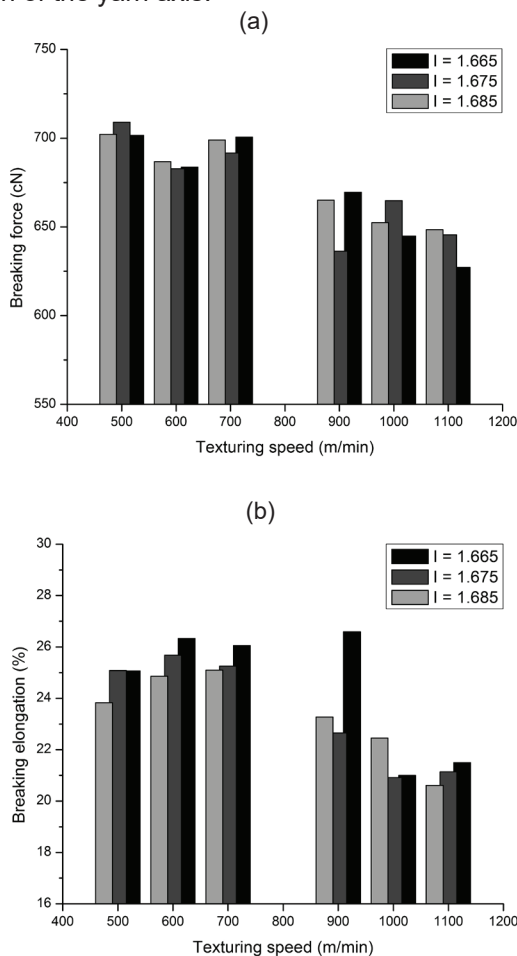 (a)
750
700
650
600
550
Breaking force (cN)
I = 1.665
I = 1.675
I = 1.685
400 500 600 700 800 900 1000 1100 1200
Texturing speed (m/min)
(b)
30
28
26
24
22
20
18
16
Breaking elongation (%)
I = 1.665
I = 1.675
I = 1.685
400 500 600 700 800 900 1000 1100 1200
Texturing speed (m/min)